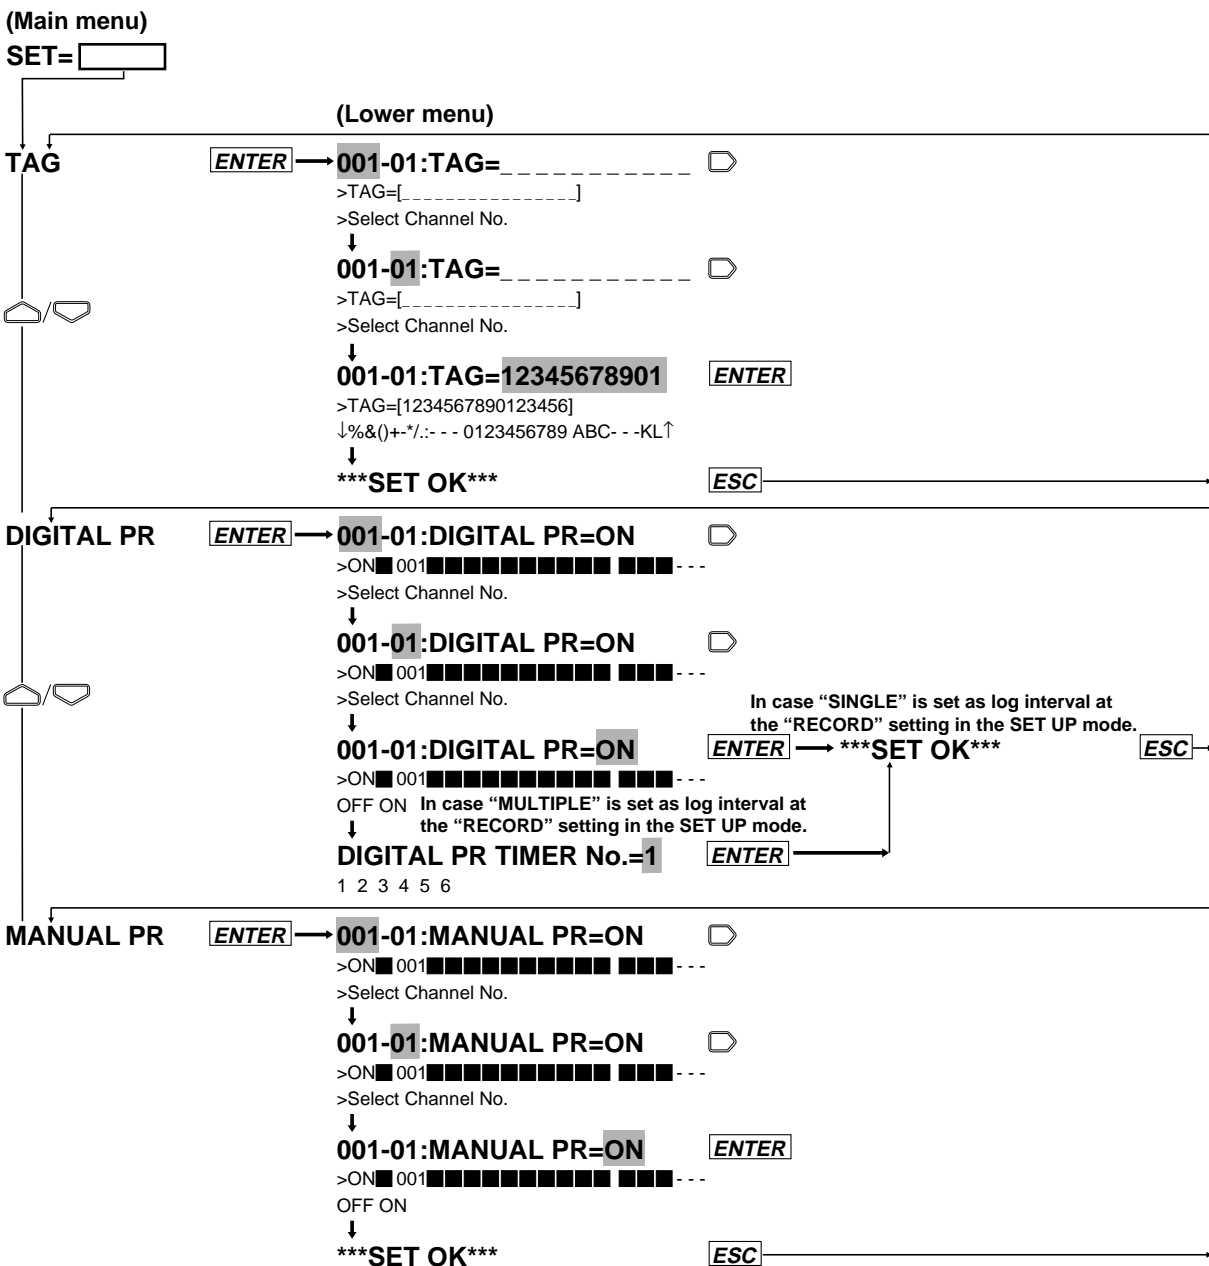 (Main menu)
SET=
(Lower menu)
TAG ENTER 001-01:TAG=_ _ _ _ _ _ _ _ _ _ _
>TAG=[_ _ _ _ _ _ _ _ _ _ _ _ _ _ _ _]
>Select Channel No.
001-01:TAG=_ _ _ _ _ _ _ _ _ _ _
>TAG=[_ _ _ _ _ _ _ _ _ _ _ _ _ _ _ _]
/
>Select Channel No.
001-01:TAG=12345678901 ENTER
>TAG=[1234567890123456]
↓%&()+-*/.:- - - 0123456789 ABC- - -KL↑
***SET OK*** ESC
DIGITAL PR ENTER 001-01:DIGITAL PR=ON
>ON■ 001■■■■■■■■■■ ■■■- - -
>Select Channel No.
001-01:DIGITAL PR=ON
>ON■ 001■■■■■■■■■■ ■■■- - -
/
>Select Channel No.
In case “SINGLE” is set as log interval at
the “RECORD” setting in the SET UP mode.
001-01:DIGITAL PR=ON ENTER ***SET OK*** ESC
>ON■ 001■■■■■■■■■■ ■■■- - -
OFF ON In case “MULTIPLE” is set as log interval at
the “RECORD” setting in the SET UP mode.
DIGITAL PR TIMER No.=1 ENTER
1 2 3 4 5 6
MANUAL PR ENTER 001-01:MANUAL PR=ON
>ON■ 001■■■■■■■■■■ ■■■- - -
>Select Channel No.
001-01:MANUAL PR=ON
>ON■ 001■■■■■■■■■■ ■■■- - -
>Select Channel No.
001-01:MANUAL PR=ON ENTER
>ON■ 001■■■■■■■■■■ ■■■- - -
OFF ON
***SET OK*** ESC